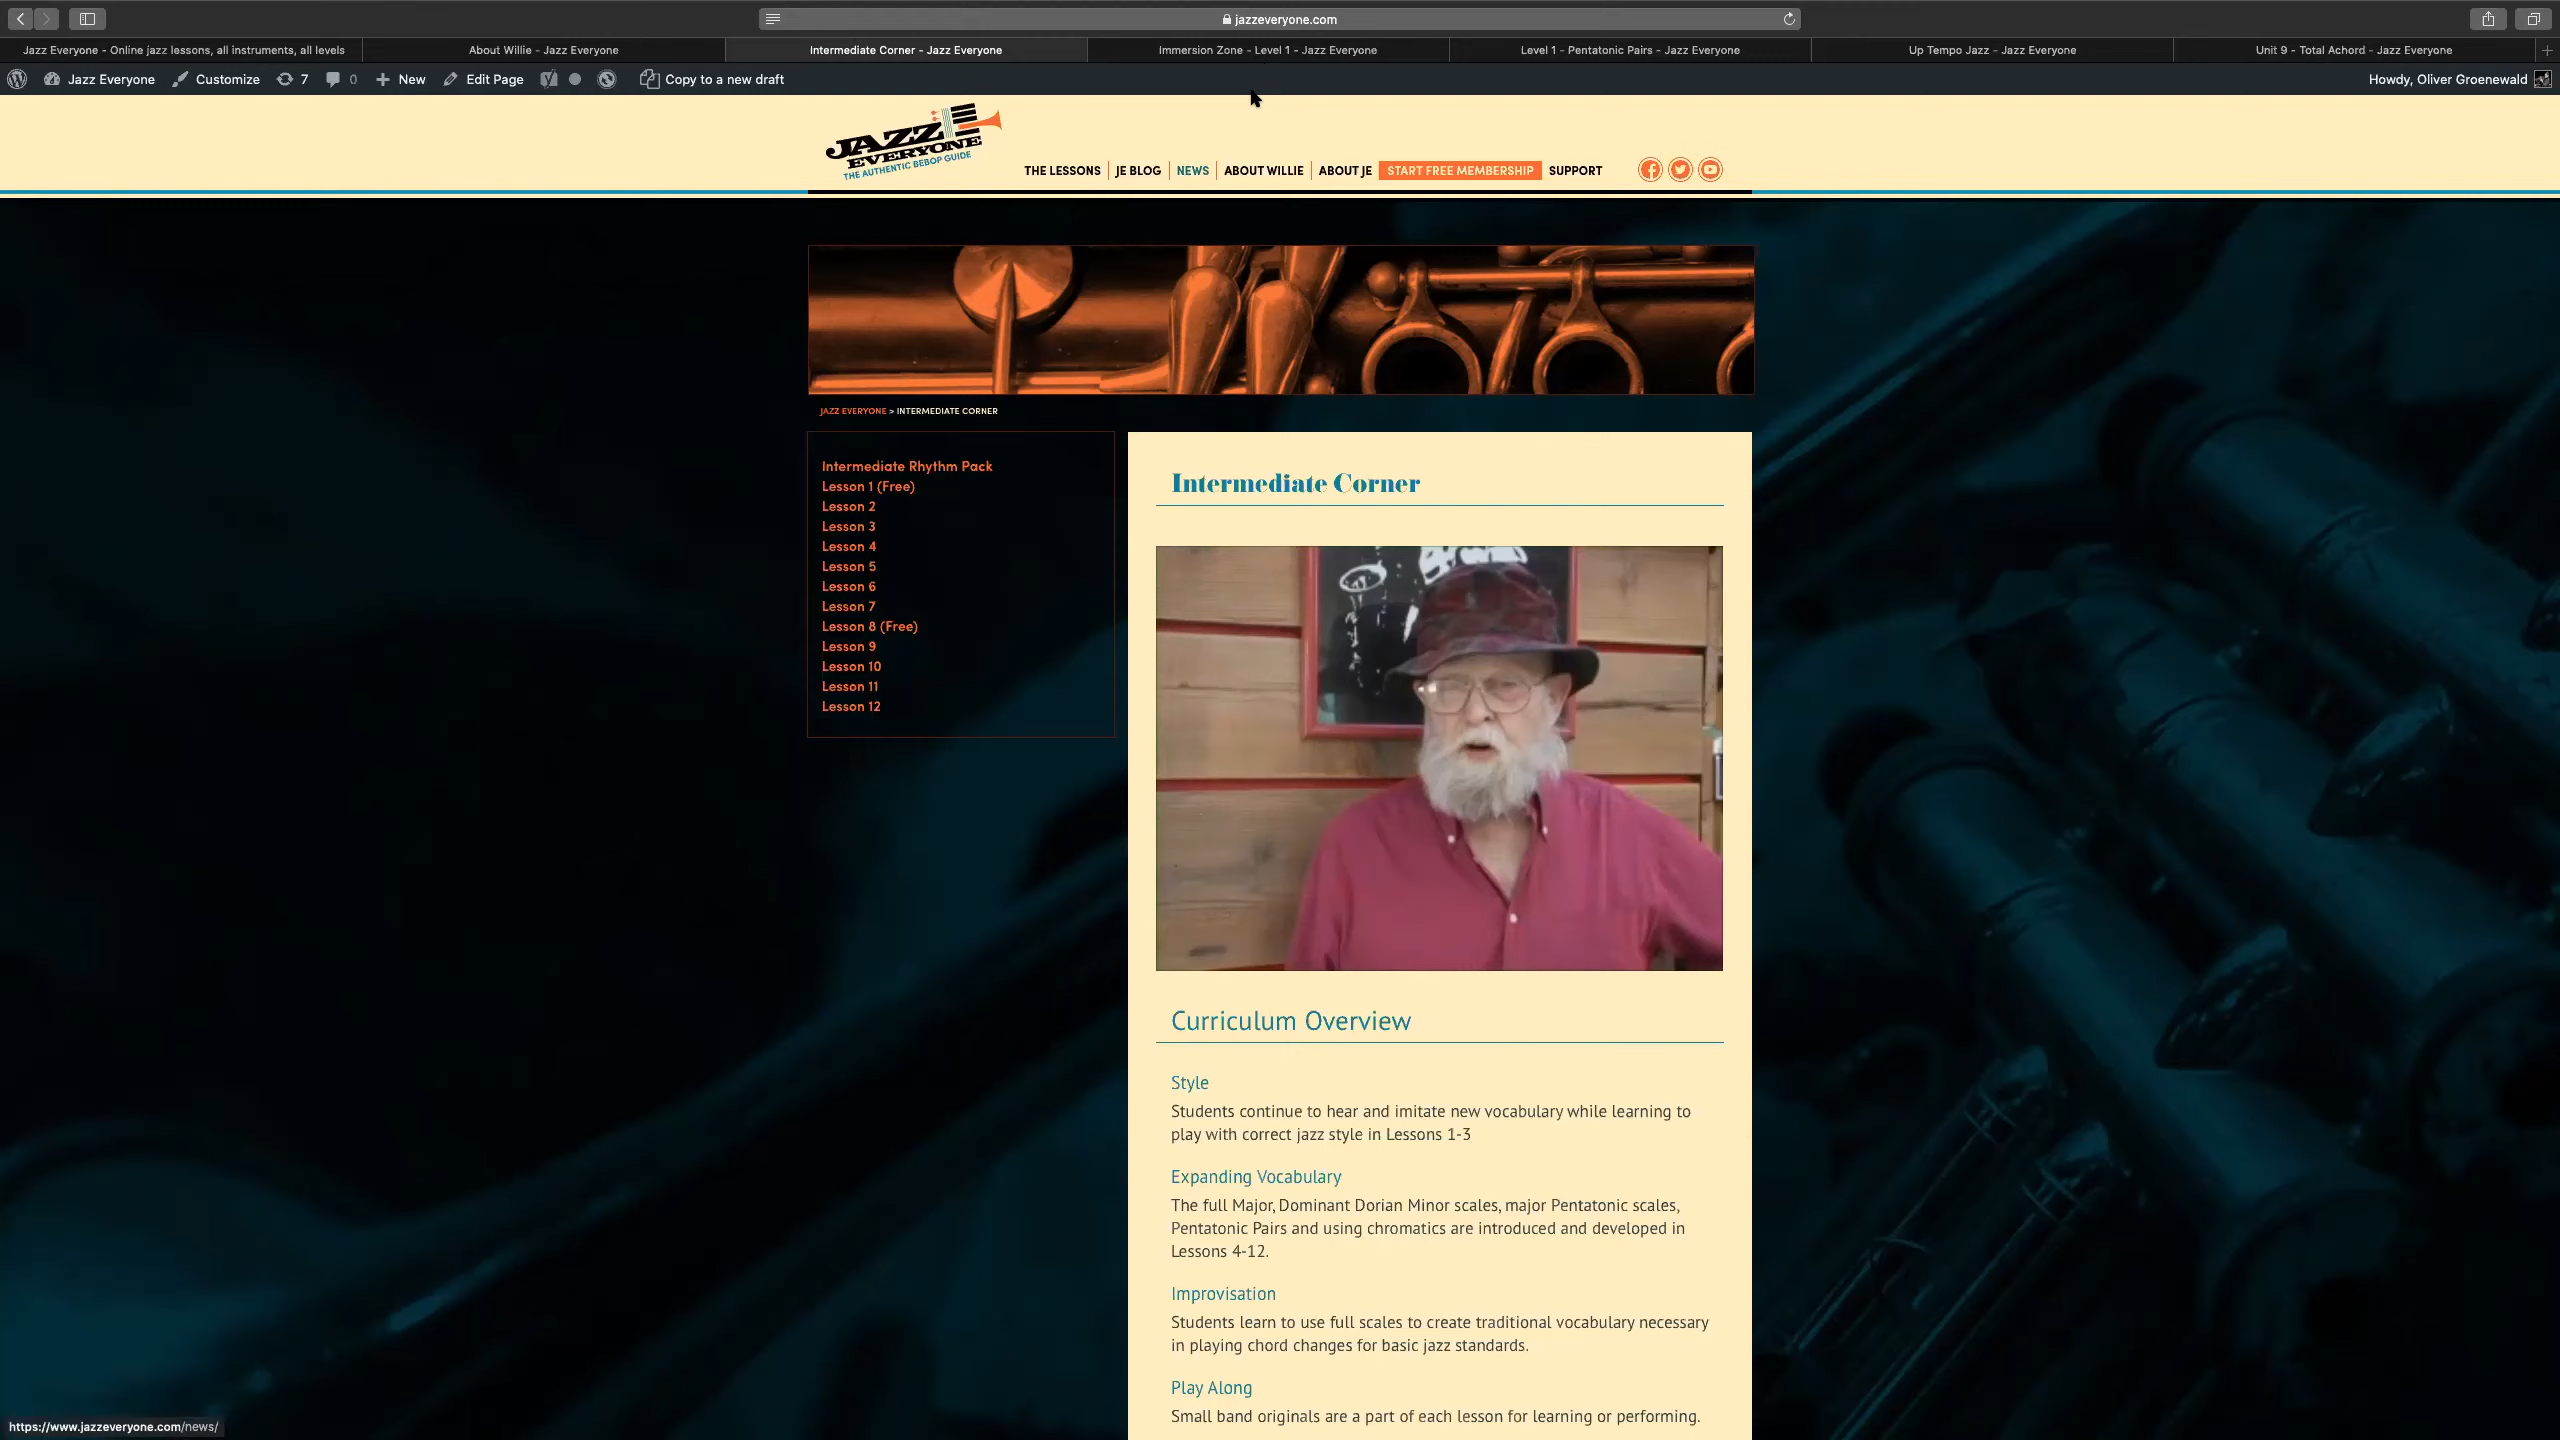 jazzeveryone.com
Jazz Everyone - Online jazz lessons, all instruments, all levels
About Willie - Jazz Everyone
Intermediate Corner - Jazz Everyone
Immersion Zone - Level 1 - Jazz Everyone
Level 1 - Pentatonic Pairs - Jazz Everyone
Up Tempo Jazz - Jazz Everyone
Unit 9 - Total Achord - Jazz Everyone
Jazz Everyone
Customize
7
0
New
Edit Page
Copy to a new draft
Howdy, Oliver Groenewald
JAZZ
EVERYONE
THE AUTHENTIC BEBOP GUIDE
THE LESSONS
JE BLOG
NEWS
ABOUT WILLIE
ABOUT JE
START FREE MEMBERSHIP
SUPPORT
JAZZ EVERYONE > INTERMEDIATE CORNER
Intermediate Rhythm Pack
Lesson 1 (Free)
Lesson 2
Lesson 3
Lesson 4
Lesson 5
Lesson 6
Lesson 7
Lesson 8 (Free)
Lesson 9
Lesson 10
Lesson 11
Lesson 12
Intermediate Corner
Curriculum Overview
Style
Students continue to hear and imitate new vocabulary while learning to
play with correct jazz style in Lessons 1-3
Expanding Vocabulary
The full Major, Dominant Dorian Minor scales, major Pentatonic scales,
Pentatonic Pairs and using chromatics are introduced and developed in
Lessons 4-12.
Improvisation
Students learn to use full scales to create traditional vocabulary necessary
in playing chord changes for basic jazz standards.
Play Along
Small band originals are a part of each lesson for learning or performing.
https://www.jazzeveryone.com/news/